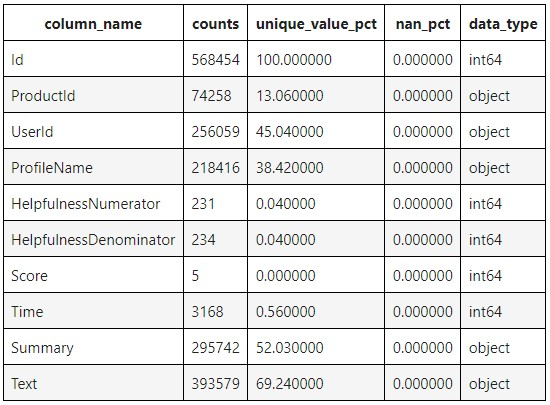 column_name counts unique_value_pct nan_pct data_type
Id 568454 100.000000 0.000000 int64
ProductId 74258 13.060000 0.000000 object
UserId 256059 45.040000 0.000000 object
ProfileName 218416 38.420000 0.000000 object
HelpfulnessNumerator 231 0.040000 0.000000 int64
HelpfulnessDenominator 234 0.040000 0.000000 int64
Score 5 0.000000 0.000000 int64
Time 3168 0.560000 0.000000 int64
Summary 295742 52.030000 0.000000 object
Text 393579 69.240000 0.000000 object